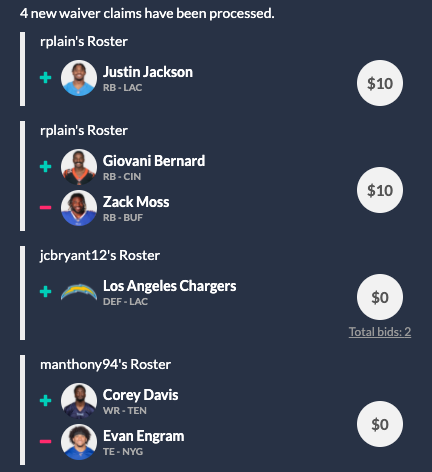 4 new waiver claims have been processed.
rplain's Roster
Justin Jackson
RB - LAC
$10
rplain's Roster
Giovani Bernard
RB - CIN
Zack Moss
RB - BUF
$10
jcbryant12's Roster
Los Angeles Chargers
DEF - LAC
$0
Total bids: 2
manthony94's Roster
Corey Davis
WR - TEN
Evan Engram
TE - NYG
$0